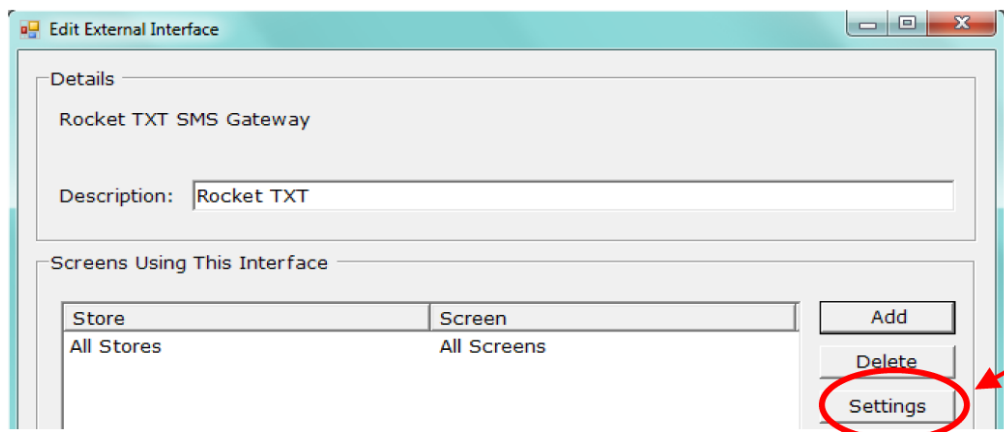 Edit External Interface
Details
Rocket TXT SMS Gateway
Description: Rocket TXT
Screens Using This Interface
Store Screen Add
All Stores All Screens
Delete
Settings